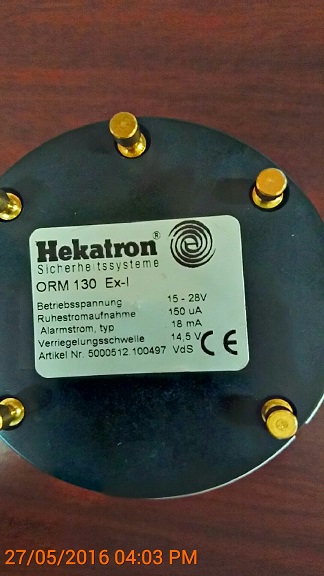 Hekatron®
Sicherheitssysteme
ORM 130 Ex-I
Betriebsspannung 15 - 28V
Ruhestromaufnahme 150 uA
Alarmstrom, typ 18 mA
Verriegelungsschwelle 14,5 V
Artikel Nr. 5000512 100497 VdS CE
27/05/2016 04:03 PM